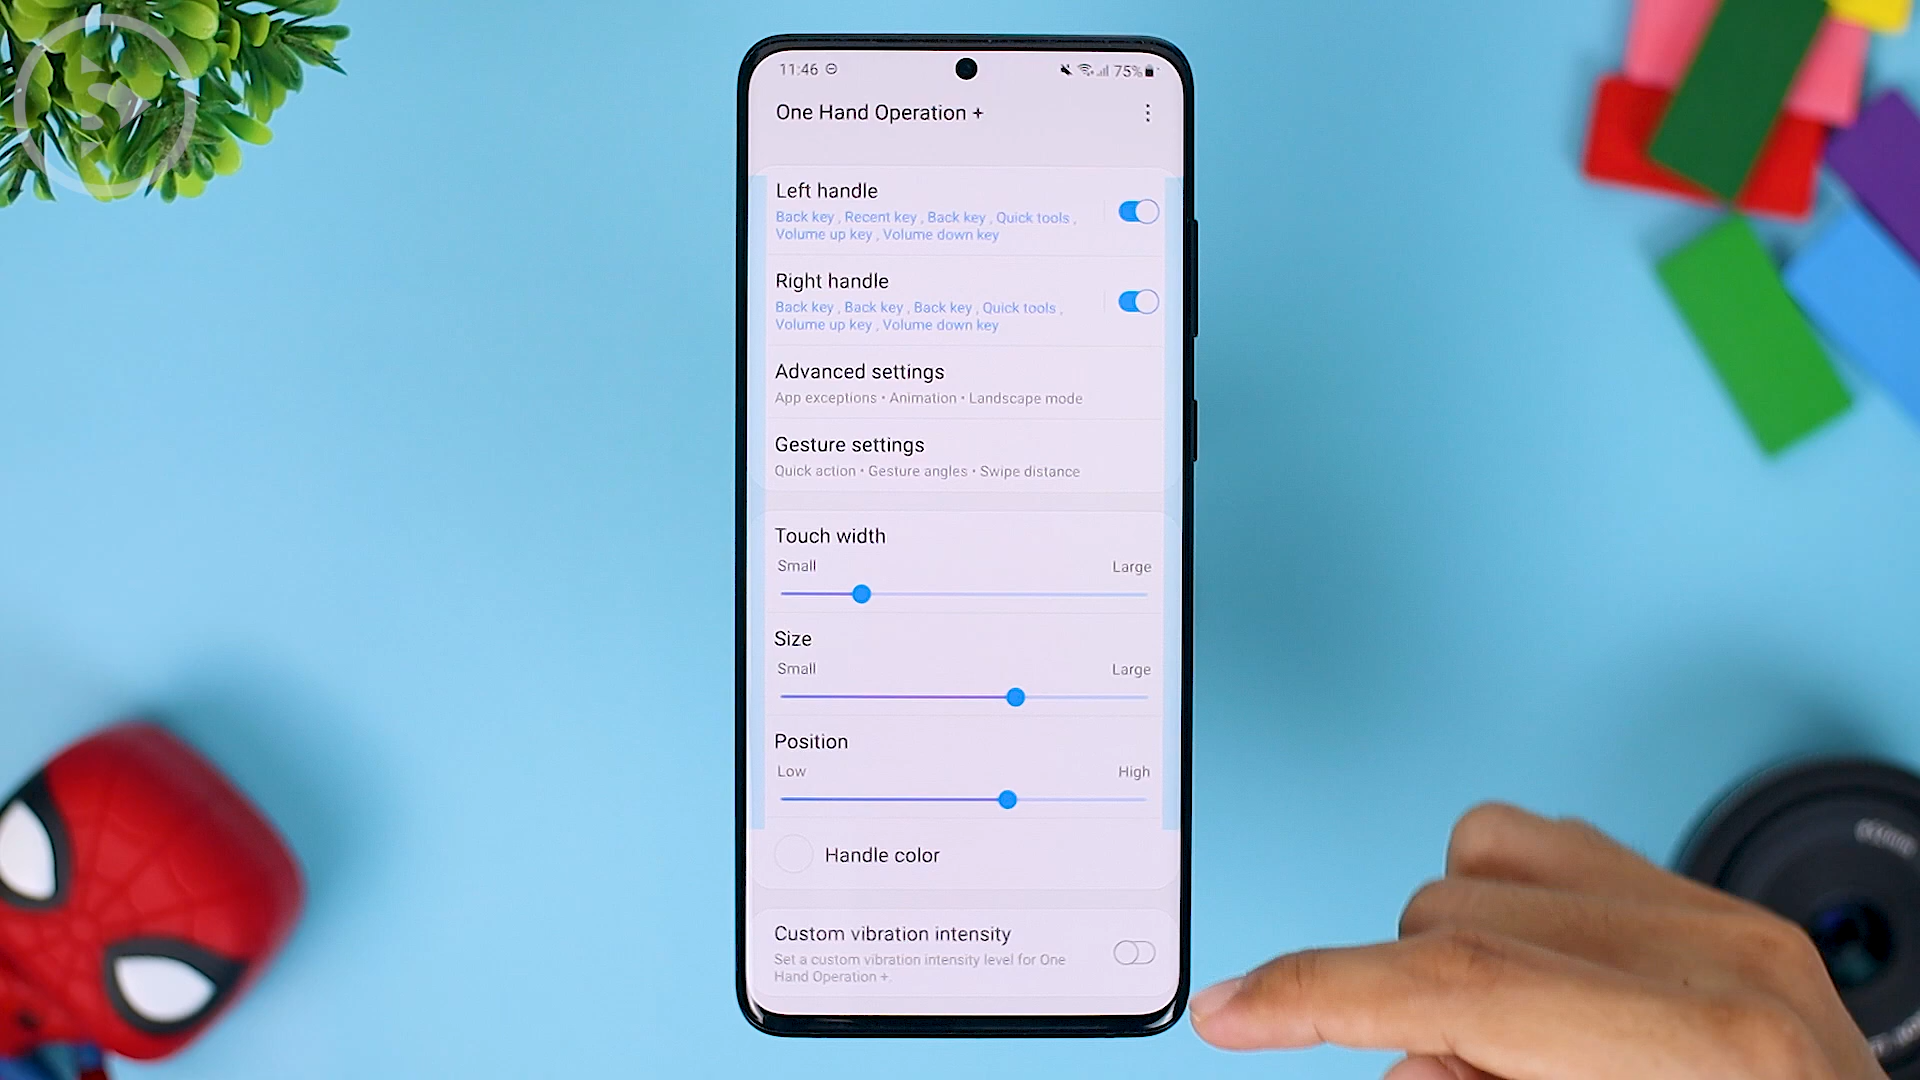 11:46
75%
One Hand Operation +
Left handle
Back key , Recent key , Back key , Quick tools ,
Volume up key , Volume down key
Right handle
Back key , Back key , Back key , Quick tools ,
Volume up key , Volume down key
Advanced settings
App exceptions • Animation • Landscape mode
Gesture settings
Quick action • Gesture angles • Swipe distance
Touch width
Small Large
Size
Small Large
Position
Low High
Handle color
Custom vibration intensity
Set a custom vibration intensity level for One
Hand Operation +.